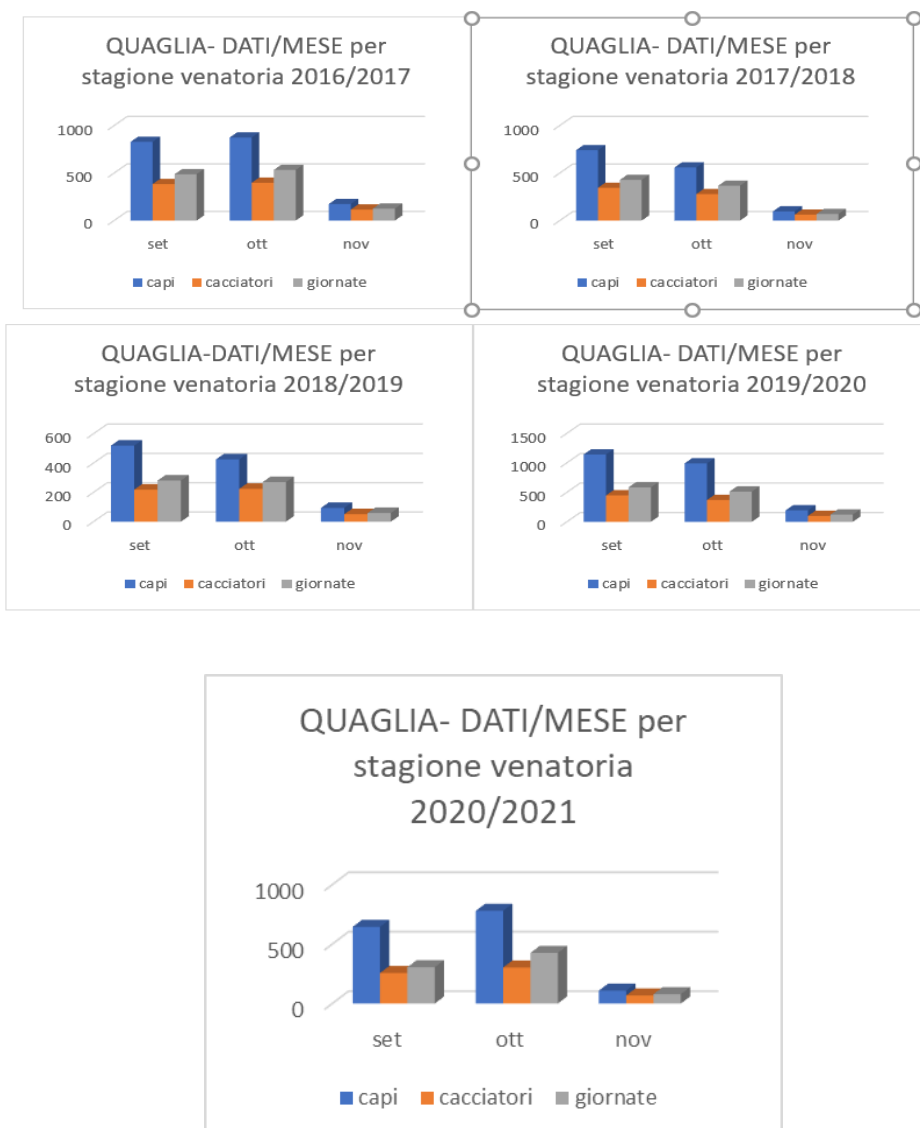 QUAGLIA- DATI/MESE per
stagione venatoria 2016/2017
1000
500
0
set ott nov
capi cacciatori giornate
QUAGLIA- DATI/MESE per
stagione venatoria 2017/2018
1000
500
0
set ott nov
capi cacciatori giornate
QUAGLIA-DATI/MESE per
stagione venatoria 2018/2019
600
400
200
0
set ott nov
capi cacciatori giornate
QUAGLIA- DATI/MESE per
stagione venatoria 2019/2020
1500
1000
500
0
set ott nov
capi cacciatori giornate
QUAGLIA- DATI/MESE per
stagione venatoria
2020/2021
1000
500
0
set ott nov
capi cacciatori giornate